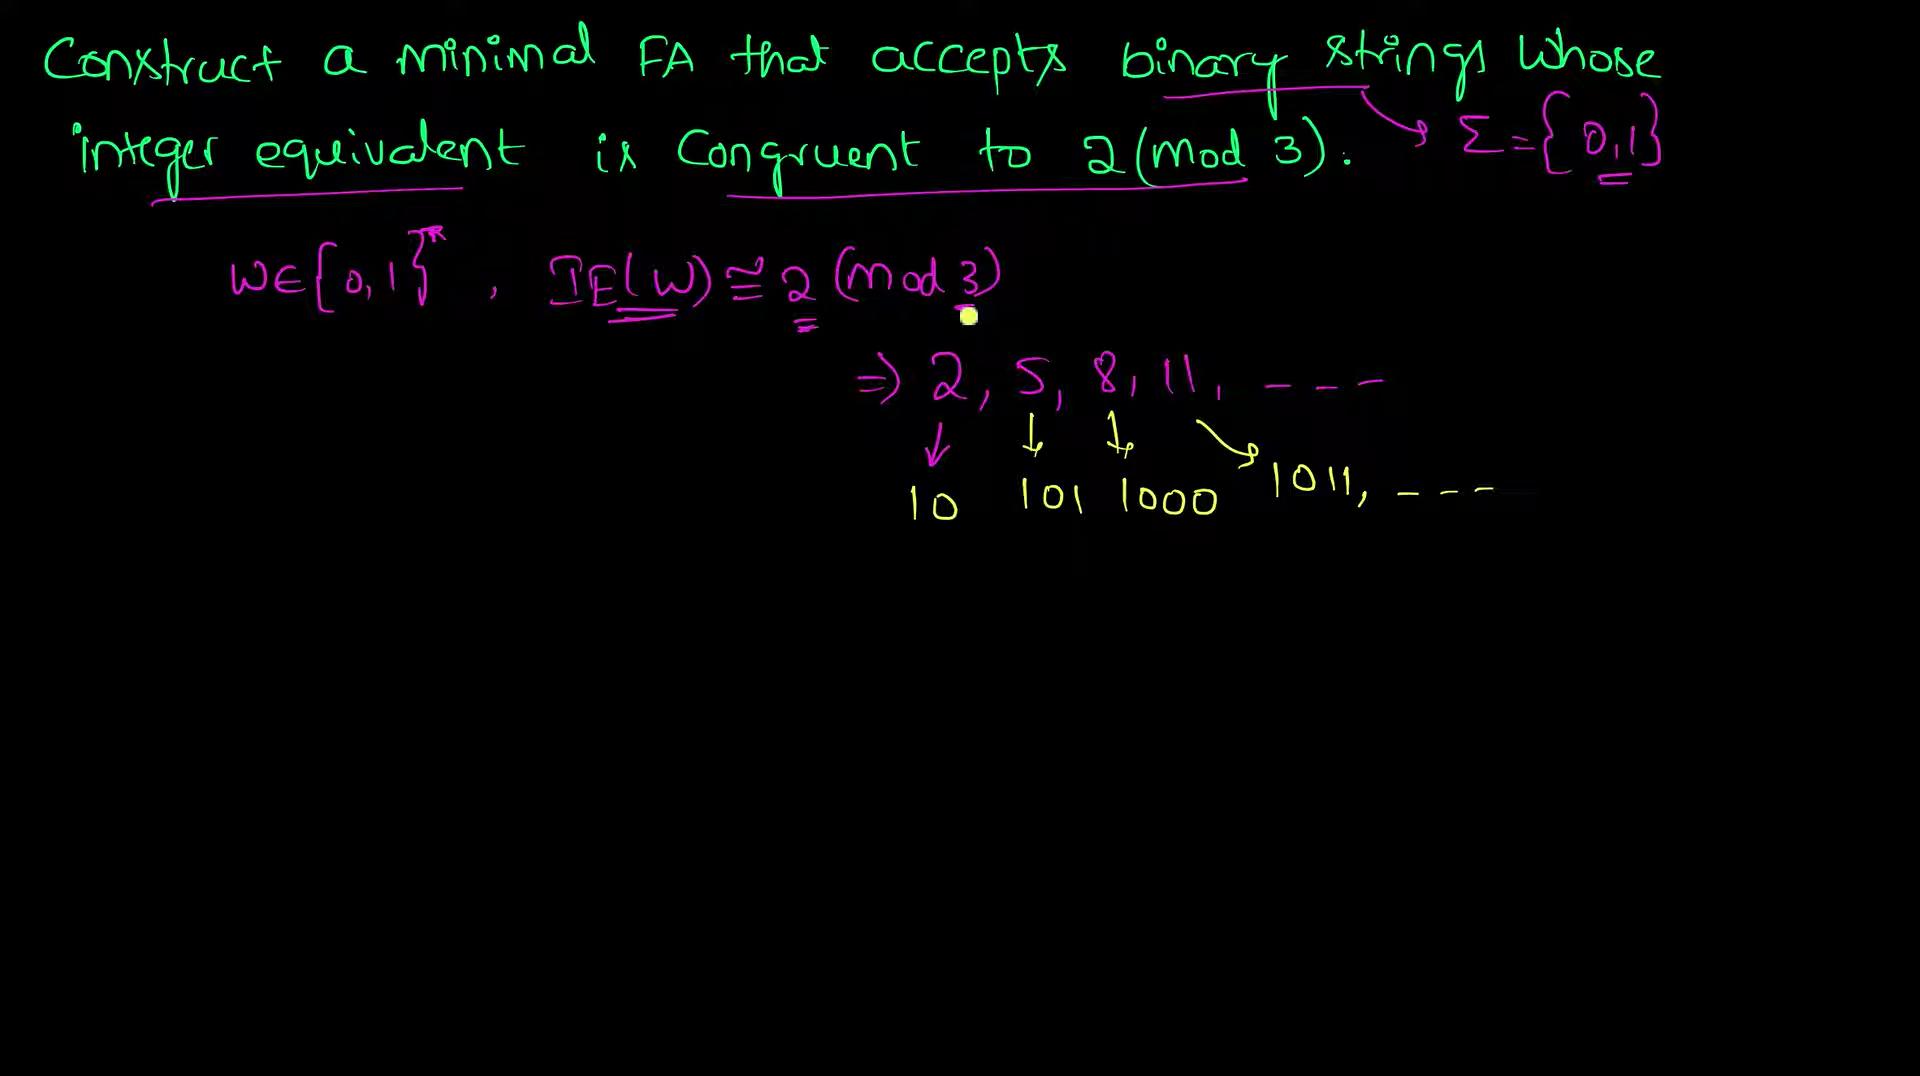 Construct a minimal FA that accepts binary strings whose
integer equivalent is Congruent to 2 (mod 3).
Σ = {0,1}
W∈{0,1}*, IE(W) ≅ 2 (mod 3)
⇒ 2, 5, 8, 11, ----
10 101 1000 1011, ----